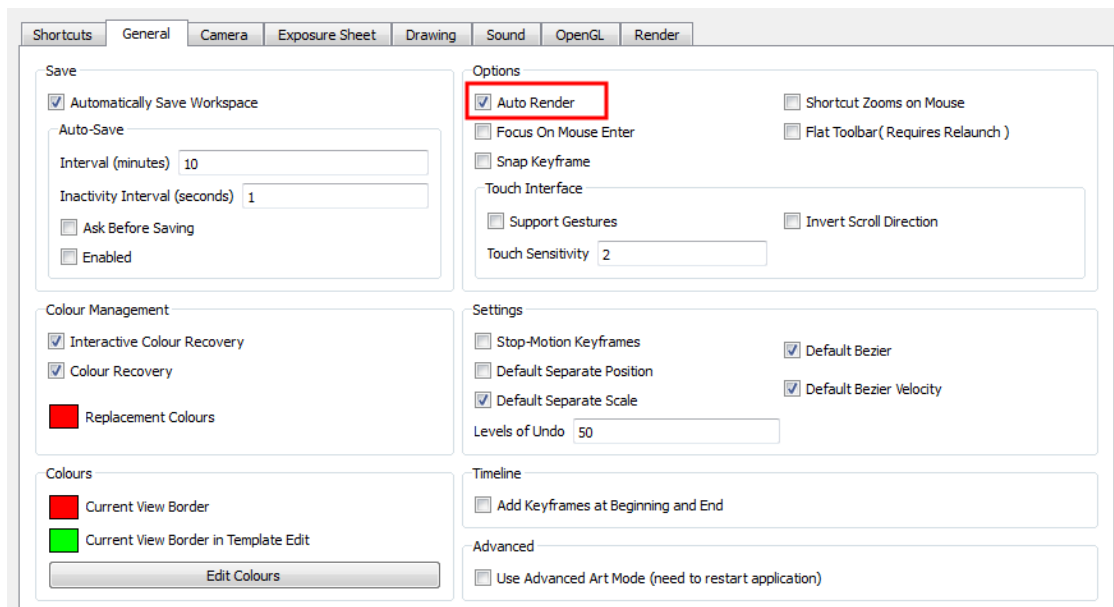 Shortcuts General Camera Exposure Sheet Drawing Sound OpenGL Render
Save
Automatically Save Workspace
Auto-Save
Interval (minutes) 10
Inactivity Interval (seconds) 1
Ask Before Saving
Enabled
Options
Auto Render
Shortcut Zooms on Mouse
Focus On Mouse Enter
Flat Toolbar( Requires Relaunch )
Snap Keyframe
Touch Interface
Support Gestures
Invert Scroll Direction
Touch Sensitivity 2
Colour Management
Interactive Colour Recovery
Colour Recovery
Replacement Colours
Settings
Stop-Motion Keyframes
Default Bezier
Default Separate Position
Default Bezier Velocity
Default Separate Scale
Levels of Undo 50
Colours
Current View Border
Current View Border in Template Edit
Edit Colours
Timeline
Add Keyframes at Beginning and End
Advanced
Use Advanced Art Mode (need to restart application)